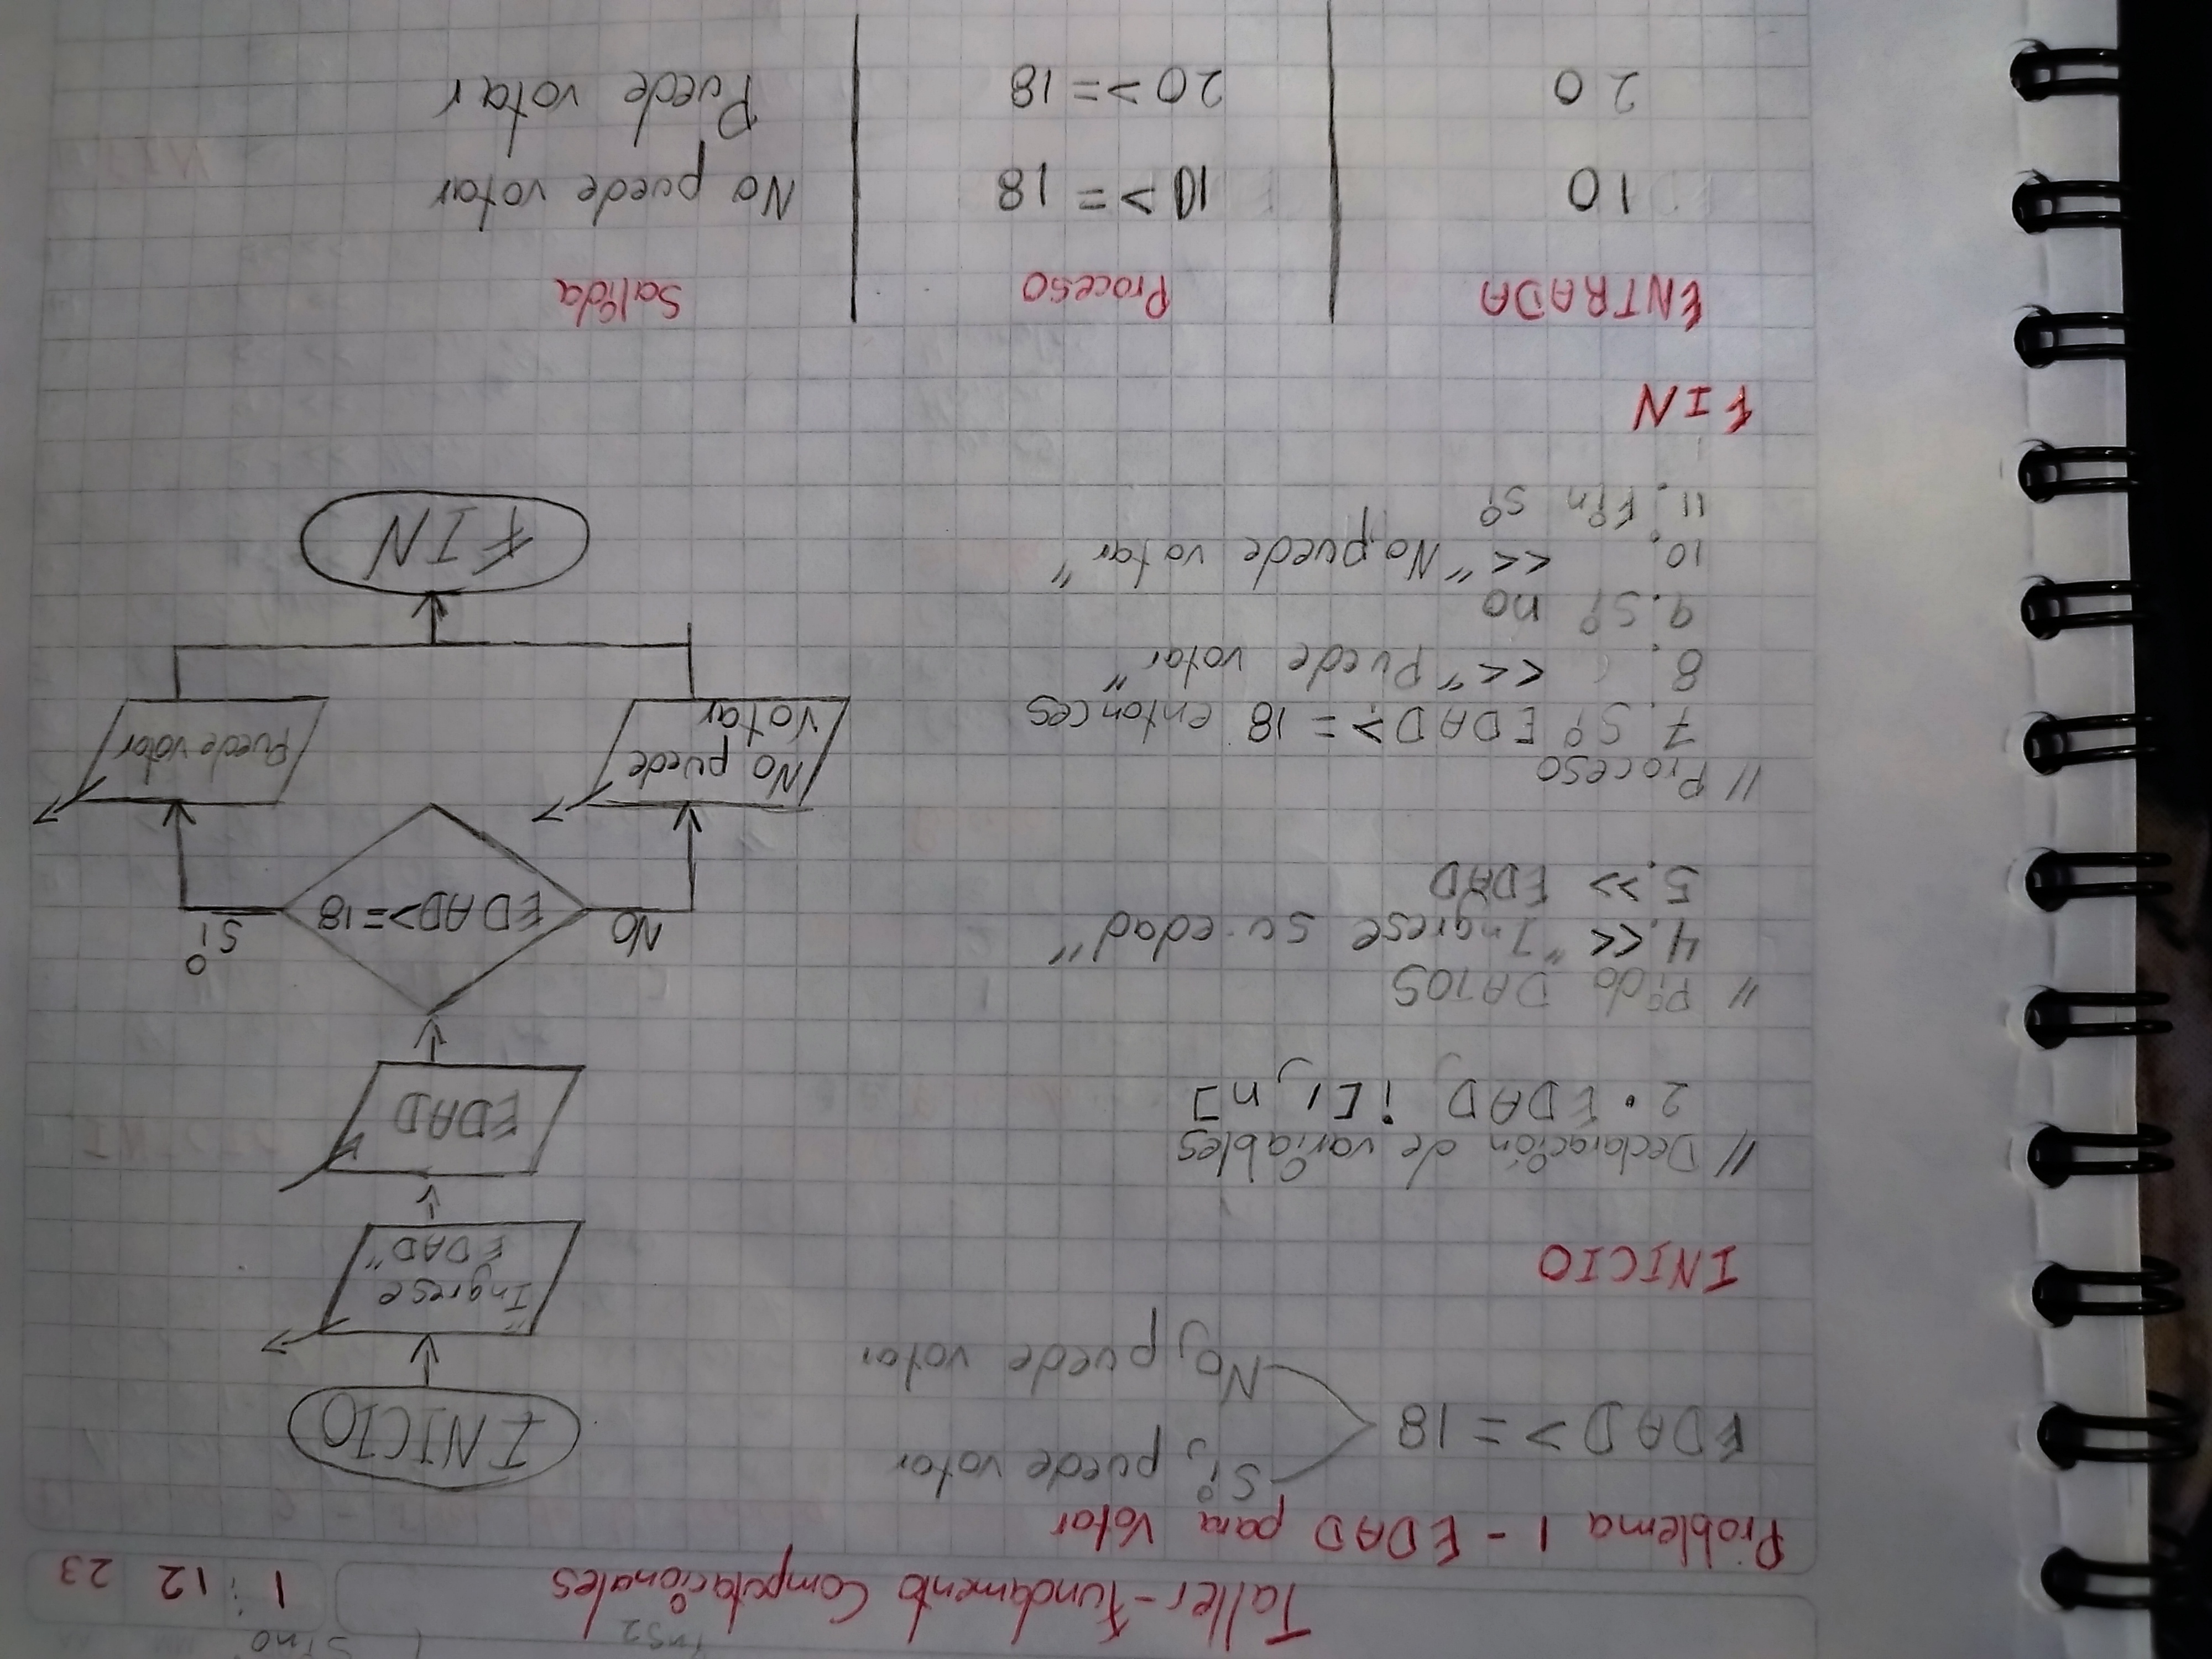 Sino
ing2
Taller-Fundamento Computacionales
1 12 23
Problema 1 - EDAD para Votar
EDAD >= 18
Si, puede votar
No, puede votar
INICIO
// Declaración de variables
2. EDAD, i [1, n]
// Pido DATOS
4. << "Ingrese su edad"
5. >> EDAD
// Proceso
7. Si EDAD >= 18 entonces
8. << "Puede votar"
9. Si no
10. << "No puede votar"
11. Fin si
FIN
INICIO
"Ingrese
EDAD"
EDAD
EDAD>=18
NO
Si
No puede
votar
Puede votar
FIN
ENTRADA Proceso Salida
10 10 >= 18 No puede votar
20 20 >= 18 Puede votar